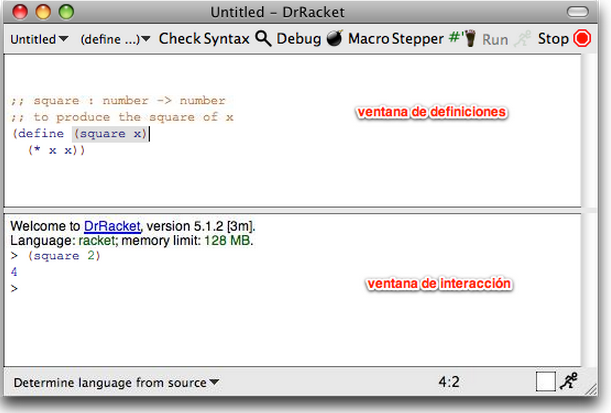 Untitled - DrRacket
Untitled (define ...) Check Syntax Debug Macro Stepper #' Run Stop
;; square : number -> number
;; to produce the square of x
(define (square x)
(* x x))
ventana de definiciones
Welcome to DrRacket, version 5.1.2 [3m].
Language: racket; memory limit: 128 MB.
> (square 2)
4
>
ventana de interacción
Determine language from source 4:2